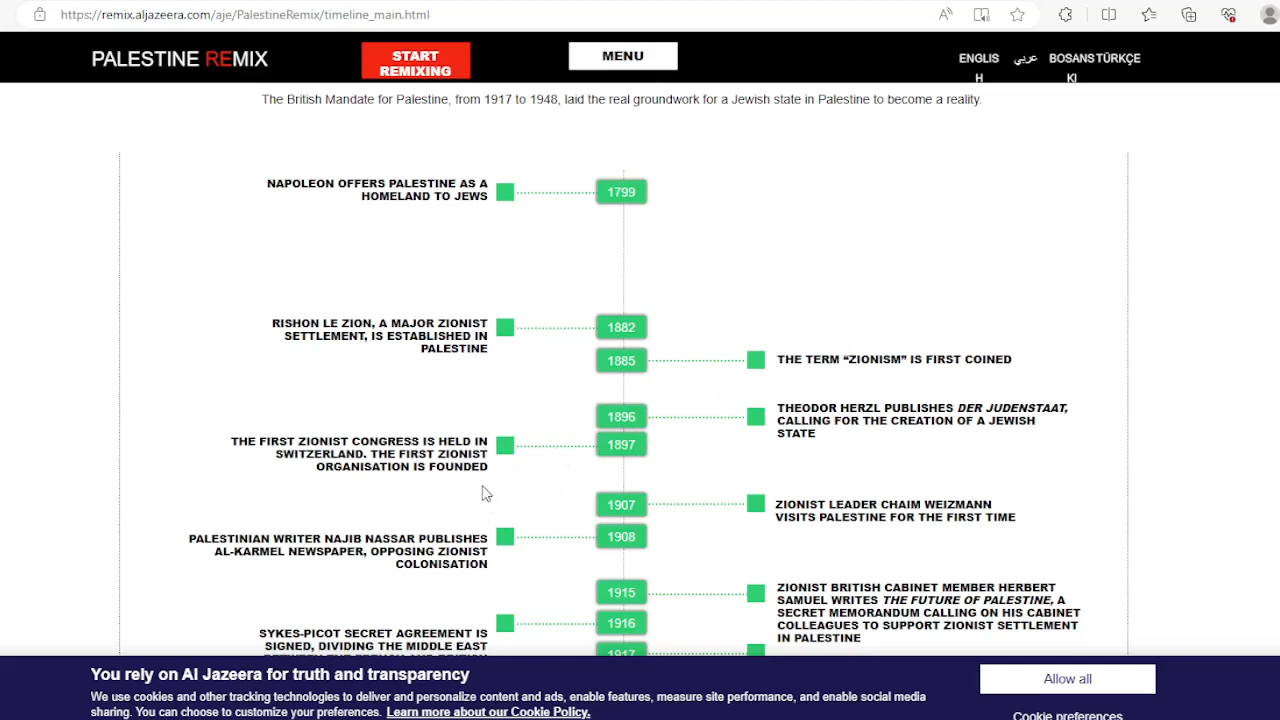 https://remix.aljazeera.com/aje/PalestineRemix/timeline_main.html
PALESTINE REMIX
START
REMIXING
MENU
ENGLIS
H
عربي
BOSANS
KI
TÜRKÇE
The British Mandate for Palestine, from 1917 to 1948, laid the real groundwork for a Jewish state in Palestine to become a reality.
NAPOLEON OFFERS PALESTINE AS A
HOMELAND TO JEWS
1799
RISHON LE ZION, A MAJOR ZIONIST
SETTLEMENT, IS ESTABLISHED IN
PALESTINE
1882
1885
THE TERM “ZIONISM” IS FIRST COINED
1896
THEODOR HERZL PUBLISHES DER JUDENSTAAT,
CALLING FOR THE CREATION OF A JEWISH
STATE
THE FIRST ZIONIST CONGRESS IS HELD IN
SWITZERLAND. THE FIRST ZIONIST
ORGANISATION IS FOUNDED
1897
1907
ZIONIST LEADER CHAIM WEIZMANN
VISITS PALESTINE FOR THE FIRST TIME
PALESTINIAN WRITER NAJIB NASSAR PUBLISHES
AL-KARMEL NEWSPAPER, OPPOSING ZIONIST
COLONISATION
1908
1915
ZIONIST BRITISH CABINET MEMBER HERBERT
SAMUEL WRITES THE FUTURE OF PALESTINE, A
SECRET MEMORANDUM CALLING ON HIS CABINET
COLLEAGUES TO SUPPORT ZIONIST SETTLEMENT
IN PALESTINE
SYKES-PICOT SECRET AGREEMENT IS
SIGNED, DIVIDING THE MIDDLE EAST
1916
1917
You rely on Al Jazeera for truth and transparency
We use cookies and other tracking technologies to deliver and personalize content and ads, enable features, measure site performance, and enable social media
sharing. You can choose to customize your preferences. Learn more about our Cookie Policy.
Allow all
Cookie preferences